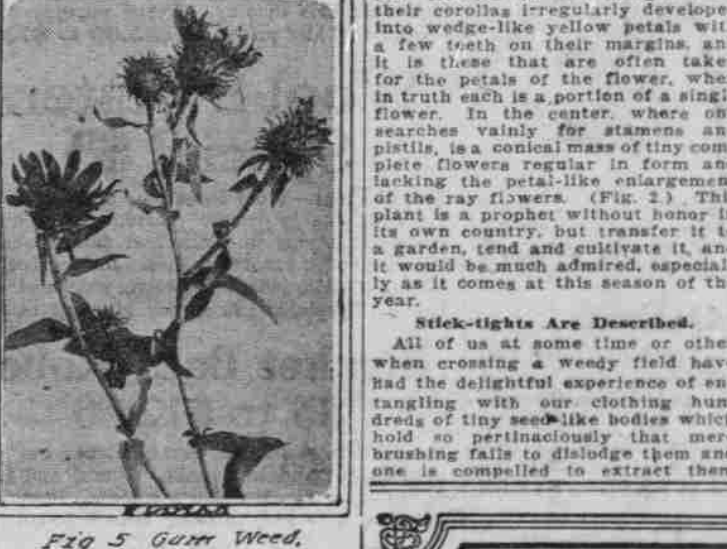 Fig 5 Gum Weed.
their corollas irregularly develope
into wedge-like yellow petals wit
a few teeth on their margins, an
it is these that are often take
for the petals of the flower, whe
in truth each is a portion of a singl
flower. In the center, where on
searches vainly for stamens an
pistils, is a conical mass of tiny com
plete flowers regular in form an
lacking the petal-like enlargemen
of the ray flowers. (Fig. 2.) Thi
plant is a prophet without honor i
its own country, but transfer it t
a garden, tend and cultivate it, an
it would be much admired, especial
ly as it comes at this season of th
year.
Stick-tights Are Described.
All of us at some time or othe
when crossing a weedy field hav
had the delightful experience of en
tangling with our clothing hun
dreds of tiny seed-like bodies whic
hold so pertinaciously that mer
brushing fails to dislodge them and
one is compelled to extract them